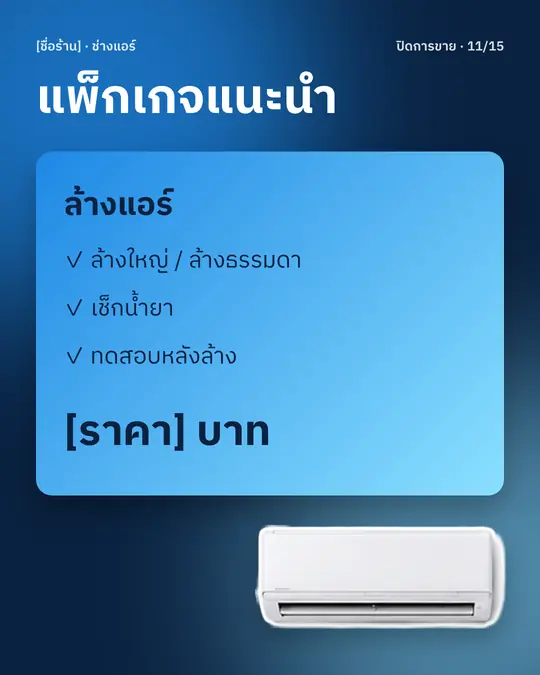 [ชื่อร้าน] · ช่างแอร์
ปิดการขาย · 11/15
แพ็กเกจแนะนำ
ล้างแอร์
✓ ล้างใหญ่ / ล้างธรรมดา
✓ เช็กน้ำยา
✓ ทดสอบหลังล้าง
[ราคา] บาท